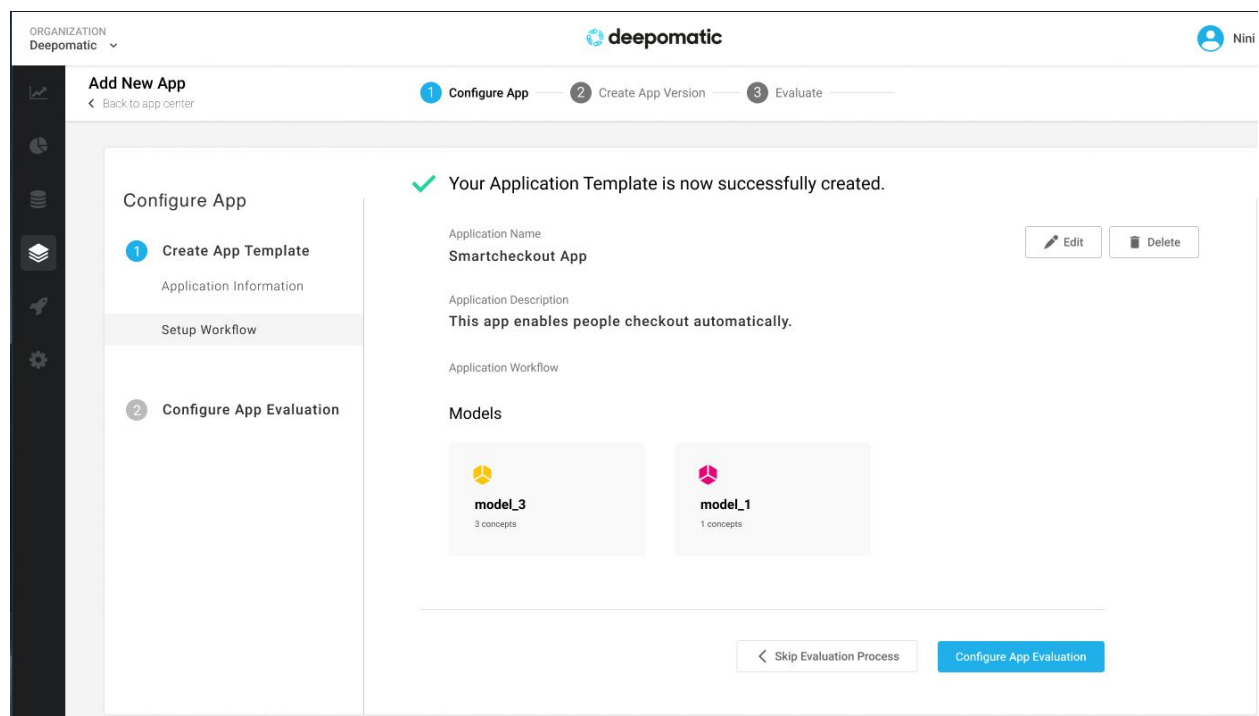 ORGANIZATION
Deepomatic
deepomatic
Nini
Add New App
Back to app center
1 Configure App
2 Create App Version
3 Evaluate
Configure App
1 Create App Template
Application Information
Setup Workflow
2 Configure App Evaluation
Your Application Template is now successfully created.
Application Name
Smartcheckout App
Edit
Delete
Application Description
This app enables people checkout automatically.
Application Workflow
Models
model_3
3 concepts
model_1
1 concepts
Skip Evaluation Process
Configure App Evaluation